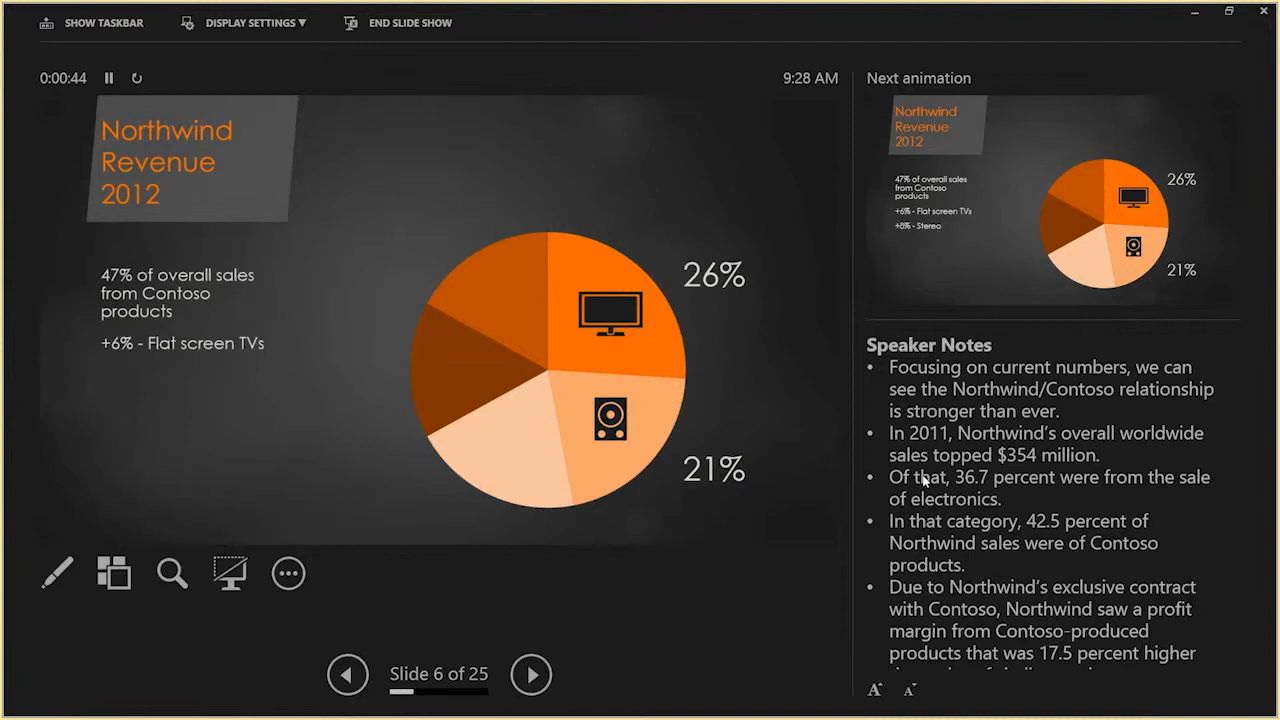 SHOW TASKBAR
DISPLAY SETTINGS ▼
END SLIDE SHOW
0:00:44
9:28 AM
Northwind
Revenue
2012
47% of overall sales
from Contoso
products
+6% - Flat screen TVs
26%
21%
Slide 6 of 25
Next animation
Northwind
Revenue
2012
47% of overall sales
from Contoso
products
+6% - Flat screen TVs
- Stereo
26%
21%
Speaker Notes
• Focusing on current numbers, we can
see the Northwind/Contoso relationship
is stronger than ever.
• In 2011, Northwind's overall worldwide
sales topped $354 million.
• Of that, 36.7 percent were from the sale
of electronics.
• In that category, 42.5 percent of
Northwind sales were of Contoso
products.
• Due to Northwind's exclusive contract
with Contoso, Northwind saw a profit
margin from Contoso-produced
products that was 17.5 percent higher
A A